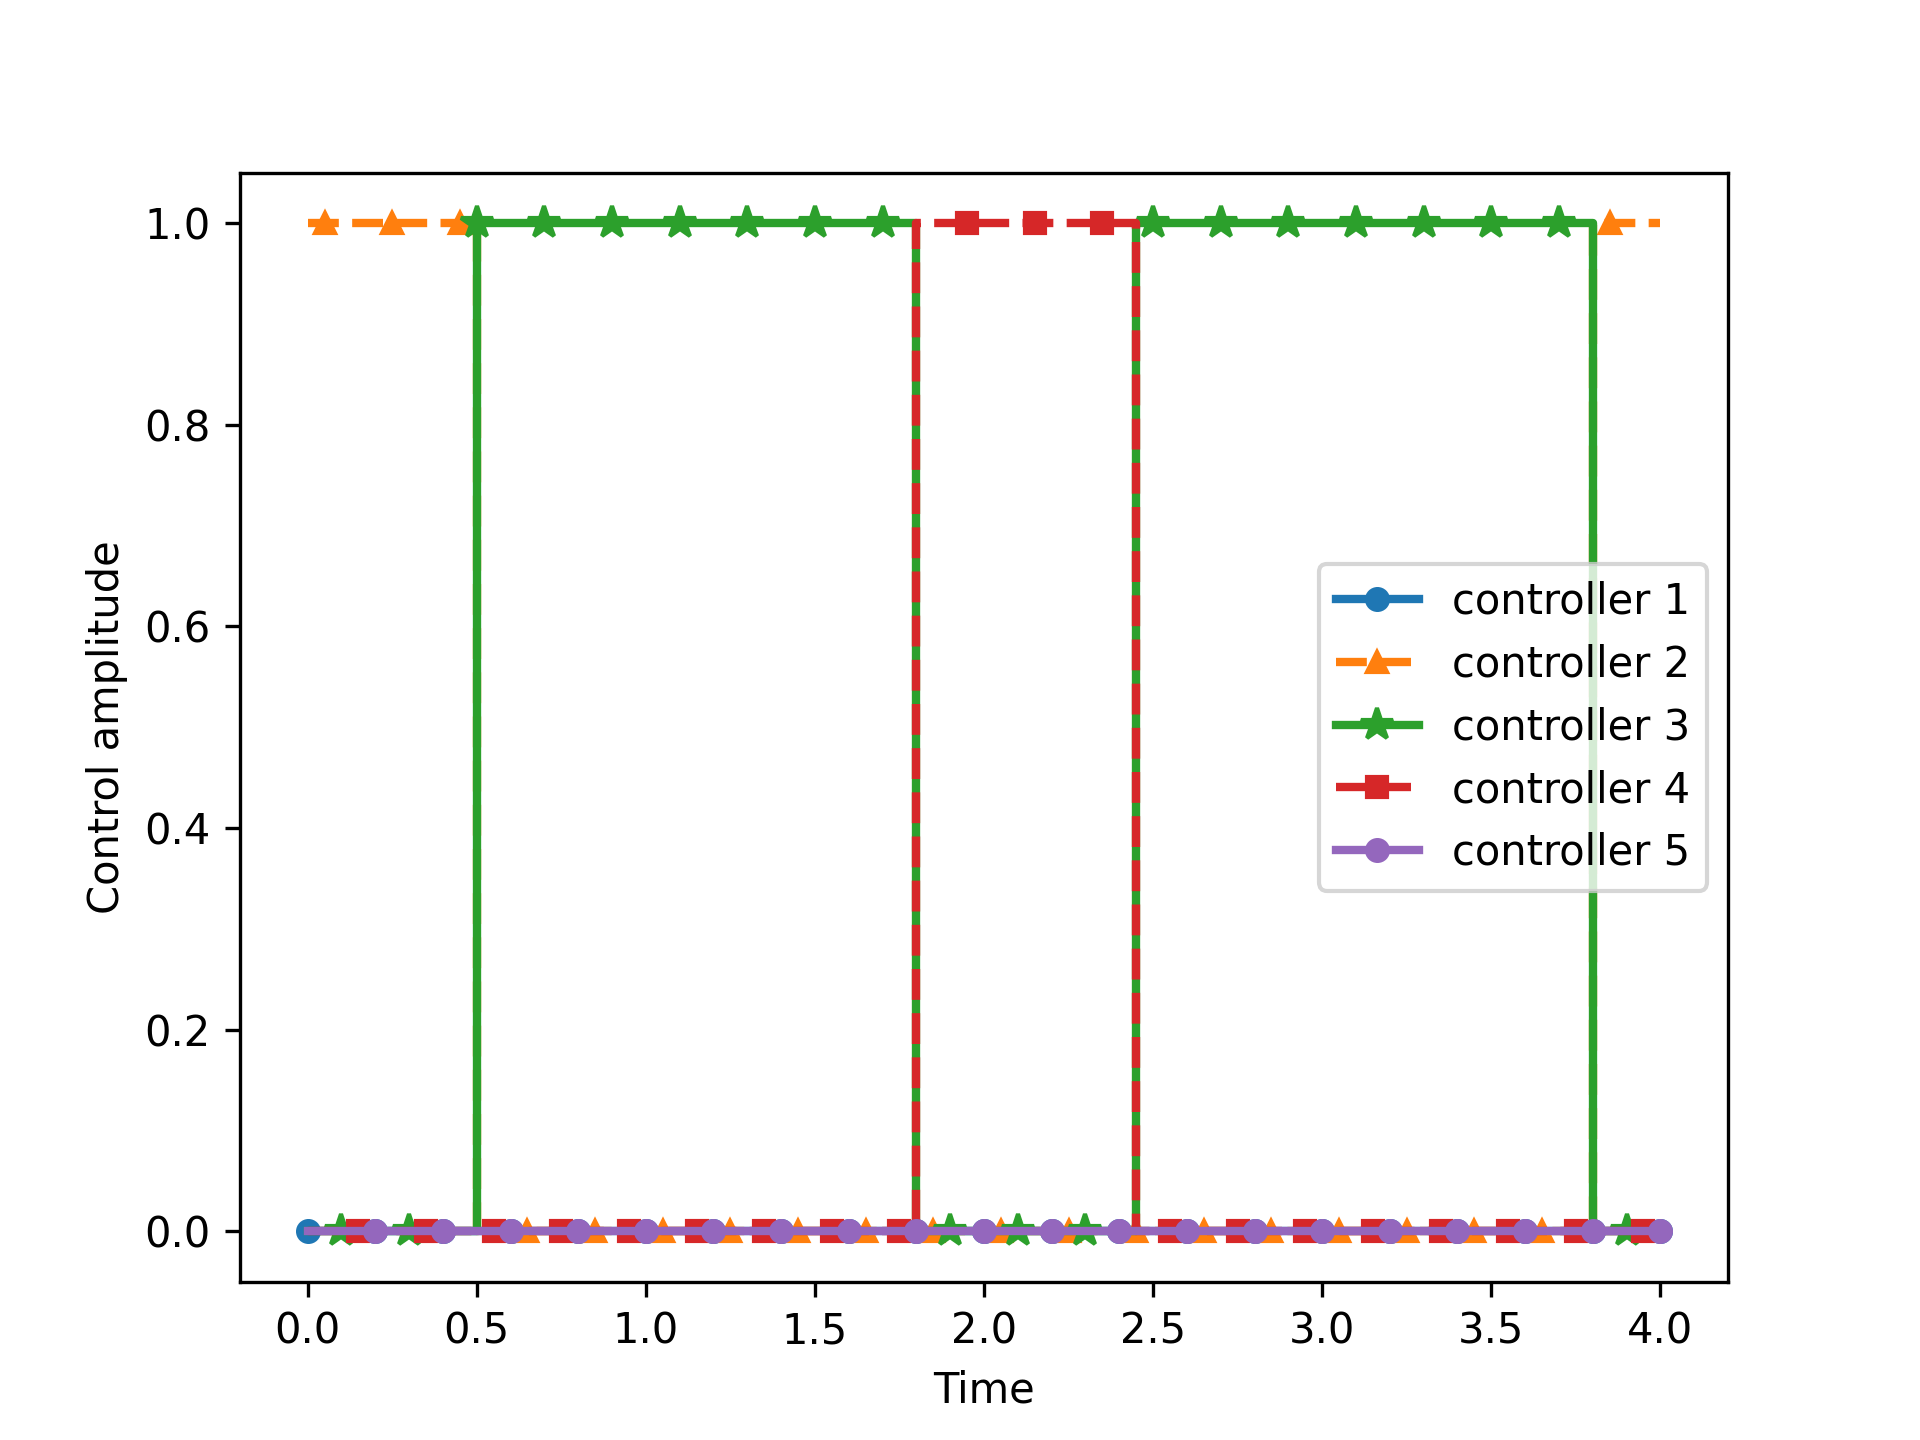 1.0
0.8
0.6
0.4
0.2
0.0
Control amplitude
controller 1
controller 2
controller 3
controller 4
controller 5
0.0 0.5 1.0 1.5 2.0 2.5 3.0 3.5 4.0
Time